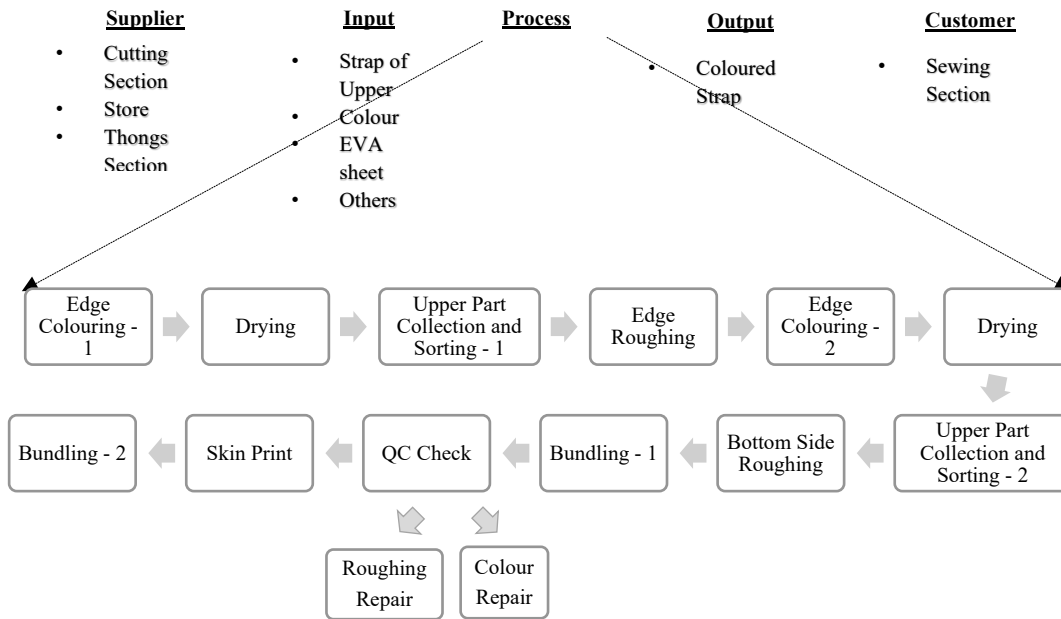 Supplier
Input
Process
Output
Customer
• Cutting
Section
• Store
• Thongs
Section
• Strap of
Upper
• Colour
• EVA
sheet
• Others
• Coloured
Strap
• Sewing
Section
Edge
Colouring -
1
Drying
Upper Part
Collection and
Sorting - 1
Edge
Roughing
Edge
Colouring -
2
Drying
Bundling - 2
Skin Print
QC Check
Bundling - 1
Bottom Side
Roughing
Upper Part
Collection and
Sorting - 2
Roughing
Repair
Colour
Repair